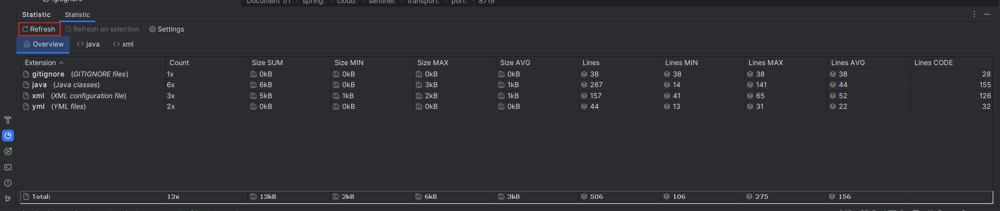 .gitignore
Document 1/1 › spring: › cloud: › sentinel: › transport: › port: › 8719
Statistic Statistic
Refresh Refresh on selection Settings
Overview <> java <> xml
Extension Count Size SUM Size MIN Size MAX Size AVG Lines Lines MIN Lines MAX Lines AVG Lines CODE
gitignore (GITIGNORE files) 1x 0kB 0kB 0kB 0kB 38 38 38 38 28
java (Java classes) 6x 6kB 0kB 3kB 1kB 267 14 141 44 155
xml (XML configuration file) 3x 5kB 1kB 2kB 1kB 157 41 65 52 126
yml (YML files) 2x 0kB 0kB 0kB 0kB 44 13 31 22 32
Total: 12x 13kB 2kB 6kB 3kB 506 106 275 156